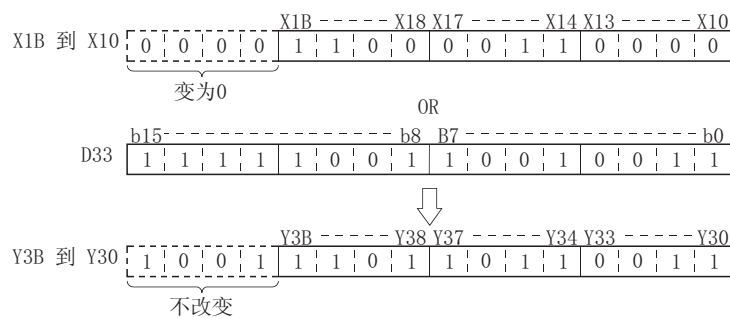 X1B X18 X17 X14 X13 X10
X1B 到 X10 0 0 0 0 1 1 0 0 0 0 1 1 0 0 0 0
变为0
OR
b15 b8 B7 b0
D33 1 1 1 1 1 0 0 1 1 0 0 1 0 0 1 1
Y3B Y38 Y37 Y34 Y33 Y30
Y3B 到 Y30 1 0 0 1 1 1 0 1 1 0 1 1 0 0 1 1
不改变